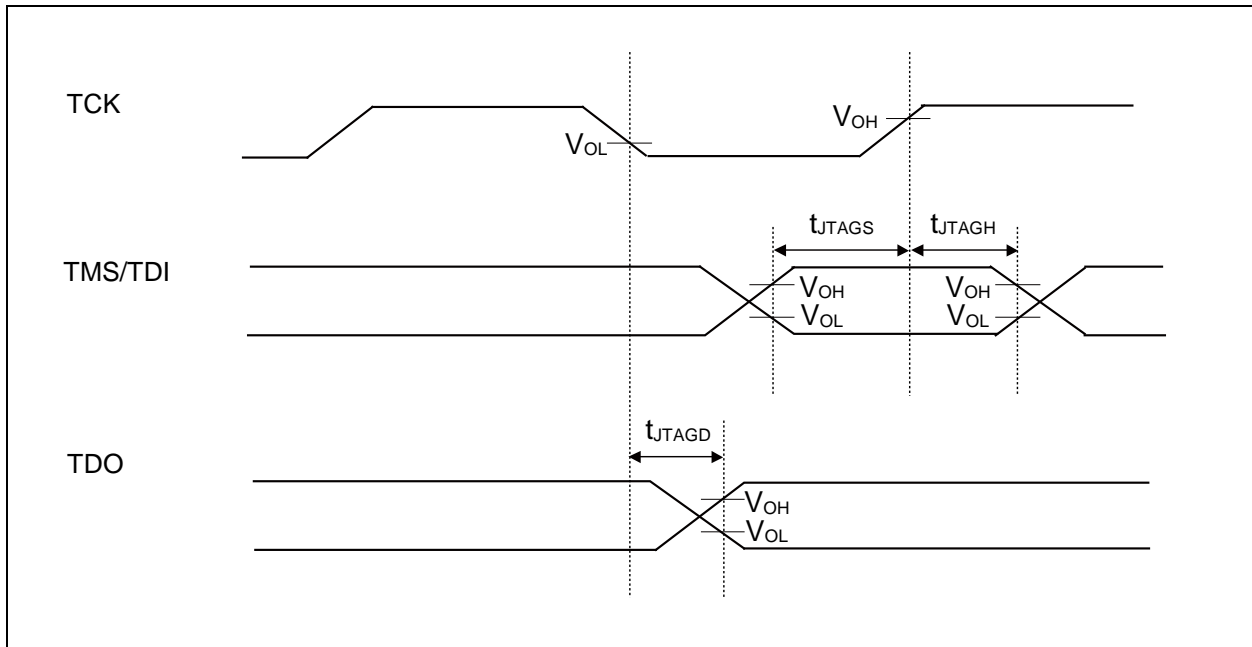 TCK
VOL
VOH
tJTAGS
tJTAGH
TMS/TDI
VOH
VOL
VOH
VOL
tJTAGD
TDO
VOH
VOL